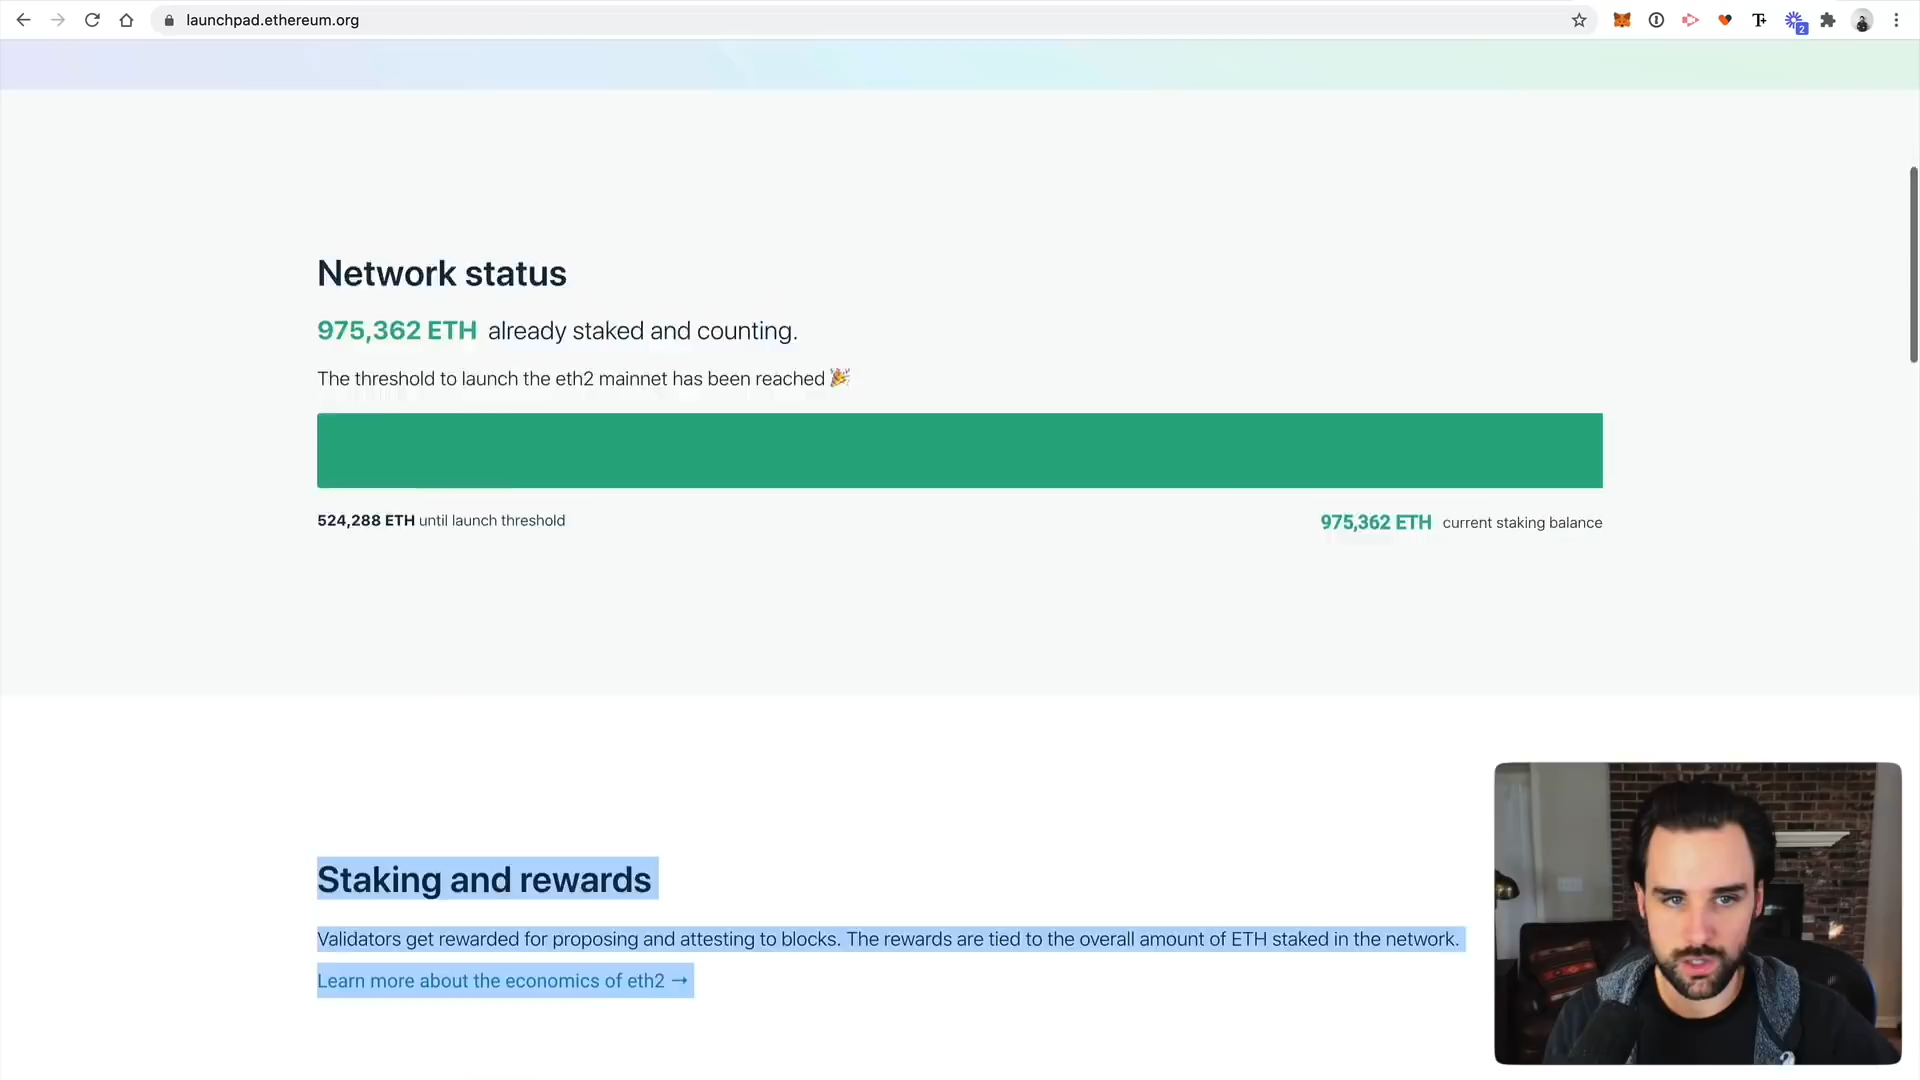 launchpad.ethereum.org
2
Network status
975,362 ETH already staked and counting.
The threshold to launch the eth2 mainnet has been reached 🎉
524,288 ETH until launch threshold
975,362 ETH current staking balance
Staking and rewards
Validators get rewarded for proposing and attesting to blocks. The rewards are tied to the overall amount of ETH staked in the network.
Learn more about the economics of eth2 →